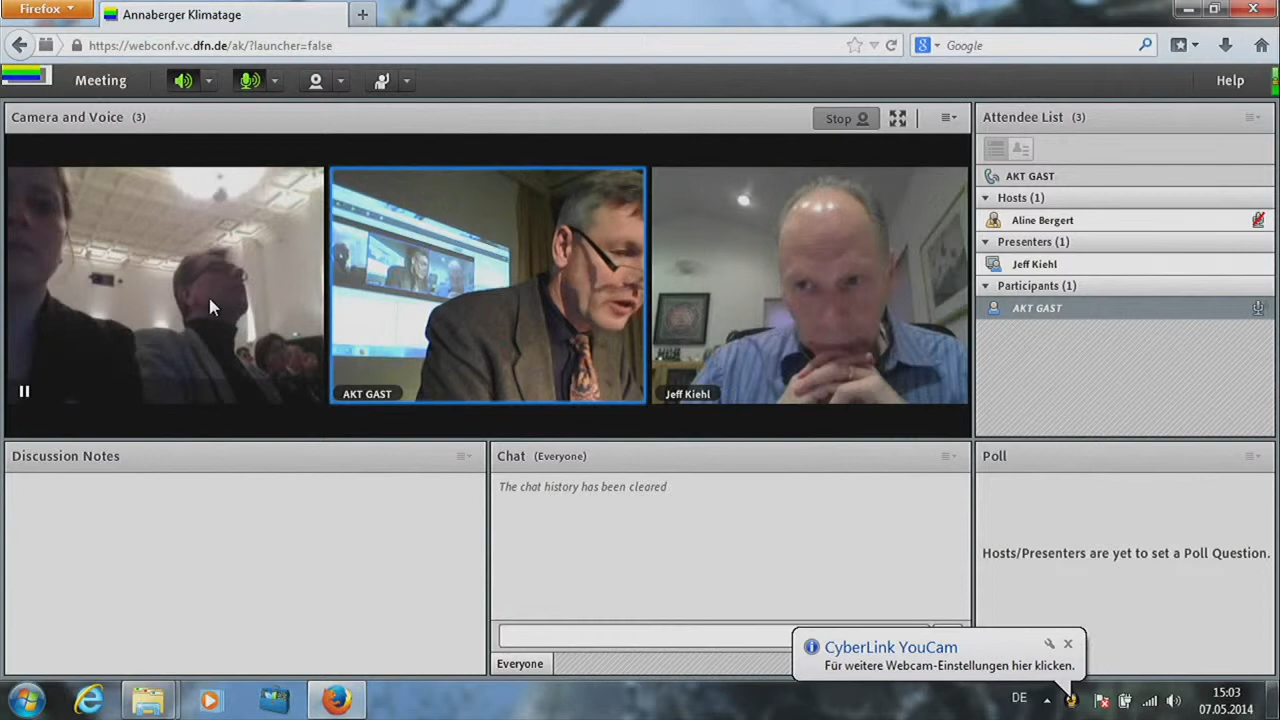 Firefox
Annaberger Klimatage
https://webconf.vc.dfn.de/ak/?launcher=false
Google
Meeting
Help
Camera and Voice (3)
Stop
Attendee List (3)
AKT GAST
Hosts (1)
Aline Bergert
Presenters (1)
Jeff Kiehl
Participants (1)
AKT GAST
AKT GAST
Jeff Kiehl
Discussion Notes
Chat (Everyone)
Poll
The chat history has been cleared
Hosts/Presenters are yet to set a Poll Question.
Everyone
CyberLink YouCam
Für weitere Webcam-Einstellungen hier klicken.
DE
15:03
07.05.2014